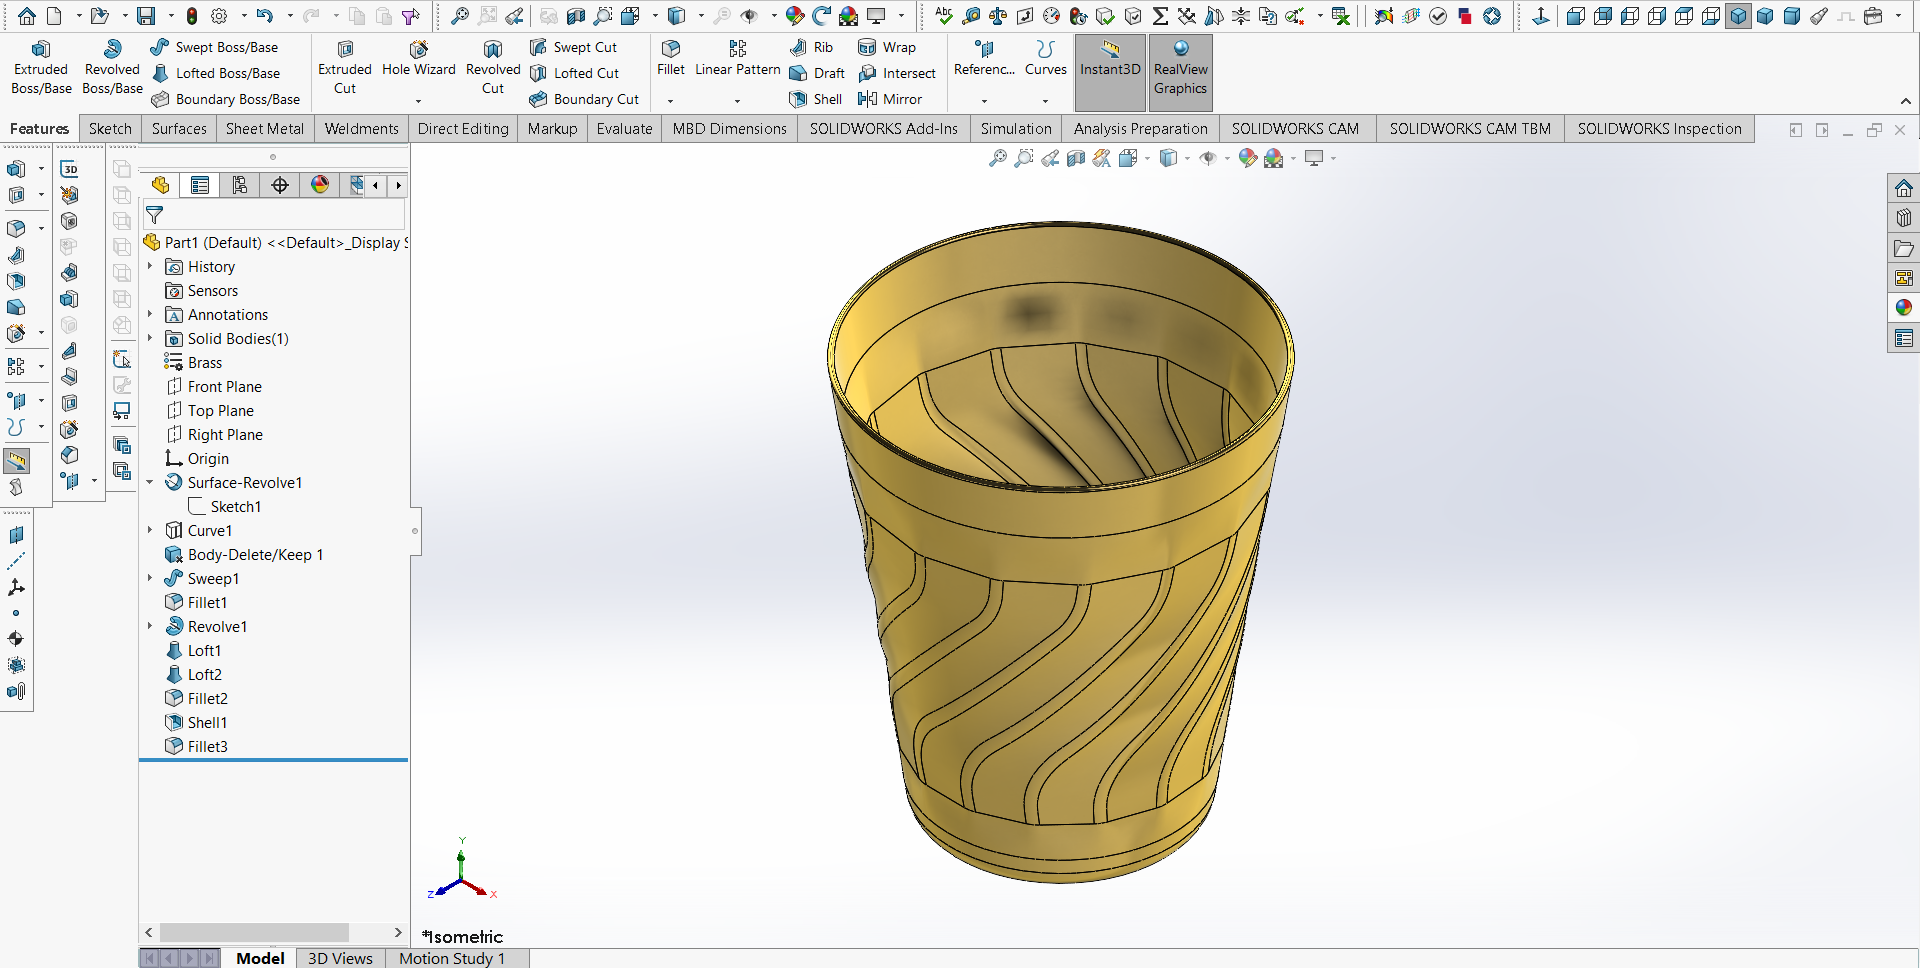 Abc
Extruded Boss/Base
Revolved Boss/Base
Swept Boss/Base
Lofted Boss/Base
Boundary Boss/Base
Extruded Cut
Hole Wizard
Revolved Cut
Swept Cut
Lofted Cut
Boundary Cut
Fillet
Linear Pattern
Rib
Draft
Shell
Wrap
Intersect
Mirror
Referenc...
Curves
Instant3D
RealView Graphics
Features Sketch Surfaces Sheet Metal Weldments Direct Editing Markup Evaluate MBD Dimensions SOLIDWORKS Add-Ins Simulation Analysis Preparation SOLIDWORKS CAM SOLIDWORKS CAM TBM SOLIDWORKS Inspection
3D
Part1 (Default) <<Default>_Display S
History
Sensors
Annotations
Solid Bodies(1)
Brass
Front Plane
Top Plane
Right Plane
Origin
Surface-Revolve1
Sketch1
Curve1
Body-Delete/Keep 1
Sweep1
Fillet1
Revolve1
Loft1
Loft2
Fillet2
Shell1
Fillet3
Y
Z
X
*Isometric
Model 3D Views Motion Study 1